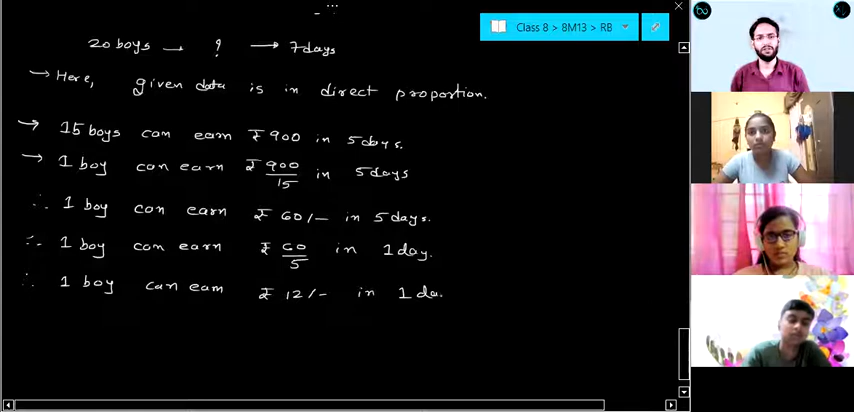 Class 8 > 8M13 > RB
20 boys → ? → 7 days
→ Here, given data is in direct proportion.
→ 15 boys can earn ₹ 900 in 5 days.
→ 1 boy can earn ₹ 900/15 in 5 days
∴ 1 boy can earn ₹ 60/- in 5 days.
∴ 1 boy can earn ₹ 60/5 in 1 day.
∴ 1 boy can earn ₹ 12/- in 1 da.